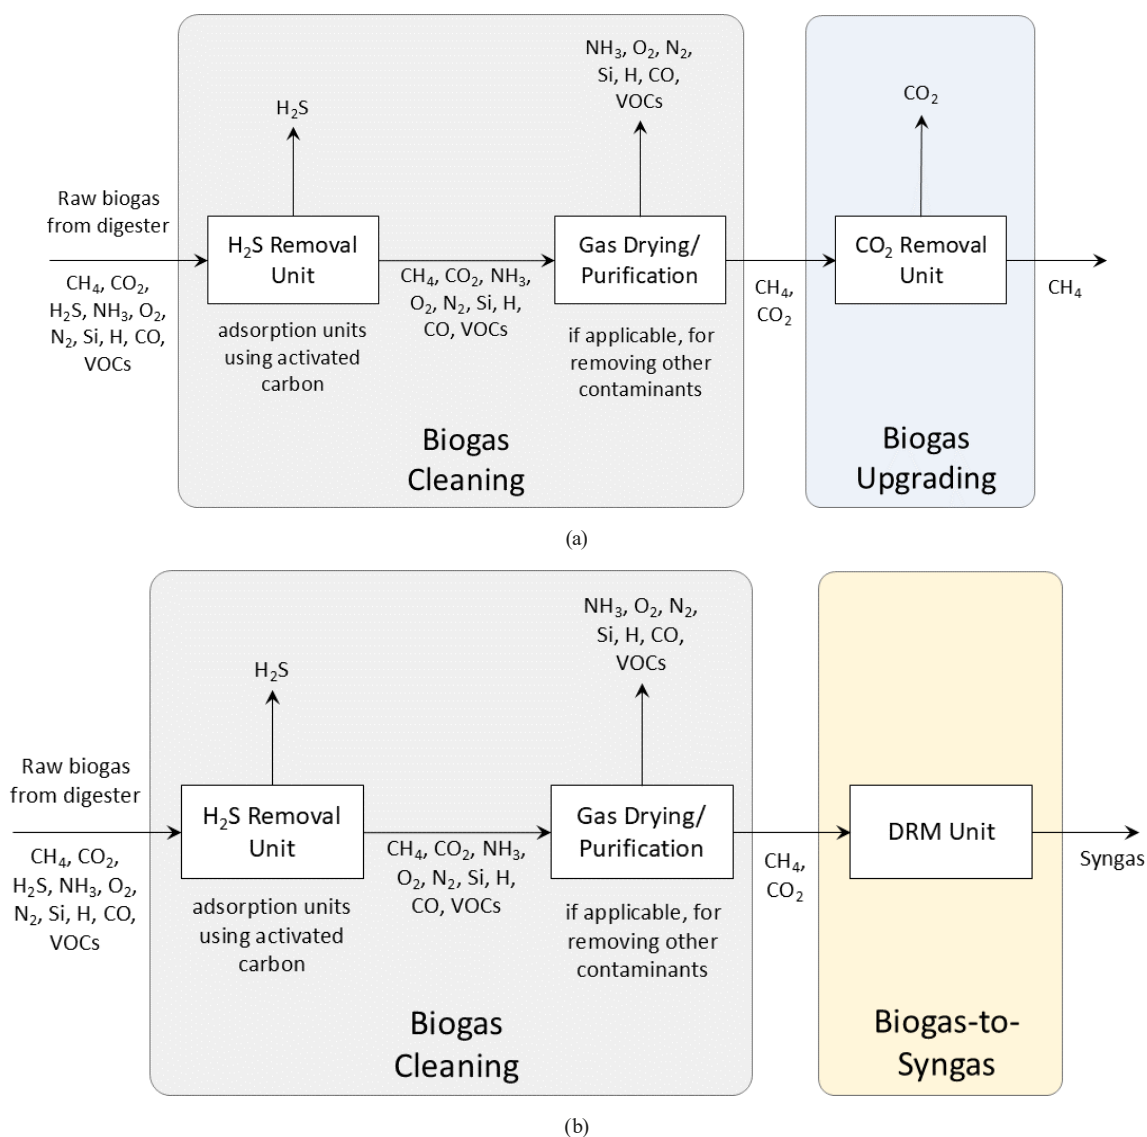 NH₃, O₂, N₂,
Si, H, CO,
VOCs
H₂S
CO₂
Raw biogas
from digester
H₂S Removal
Unit
Gas Drying/
Purification
CO₂ Removal
Unit
CH₄, CO₂,
H₂S, NH₃, O₂,
N₂, Si, H, CO,
VOCs
CH₄, CO₂, NH₃,
O₂, N₂, Si, H,
CO, VOCs
CH₄,
CO₂
CH₄
adsorption units
using activated
carbon
if applicable, for
removing other
contaminants
Biogas
Cleaning
Biogas
Upgrading
(a)
NH₃, O₂, N₂,
Si, H, CO,
VOCs
H₂S
Raw biogas
from digester
H₂S Removal
Unit
Gas Drying/
Purification
DRM Unit
CH₄, CO₂,
H₂S, NH₃, O₂,
N₂, Si, H, CO,
VOCs
CH₄, CO₂, NH₃,
O₂, N₂, Si, H,
CO, VOCs
CH₄,
CO₂
Syngas
adsorption units
using activated
carbon
if applicable, for
removing other
contaminants
Biogas
Cleaning
Biogas-to-
Syngas
(b)